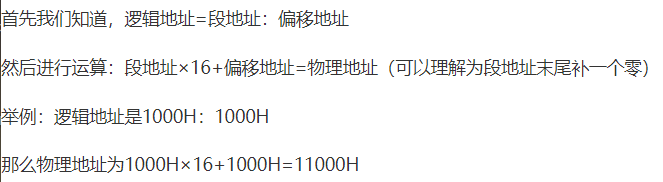 首先我们知道，逻辑地址=段地址：偏移地址
然后进行运算：段地址×16+偏移地址=物理地址（可以理解为段地址末尾补一个零）
举例：逻辑地址是1000H：1000H
那么物理地址为1000H×16+1000H=11000H